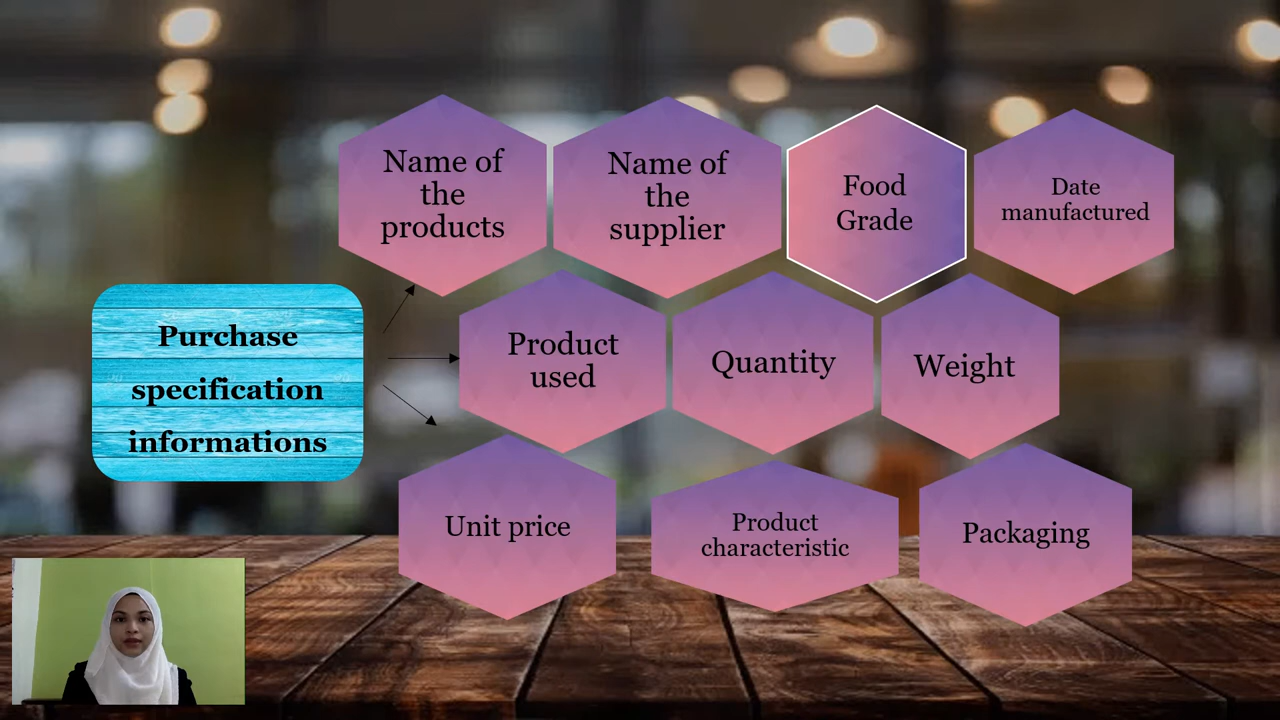 Name of
the
products
Name of
the
supplier
Food
Grade
Date
manufactured
Purchase
specification
informations
Product
used
Quantity
Weight
Unit price
Product
characteristic
Packaging